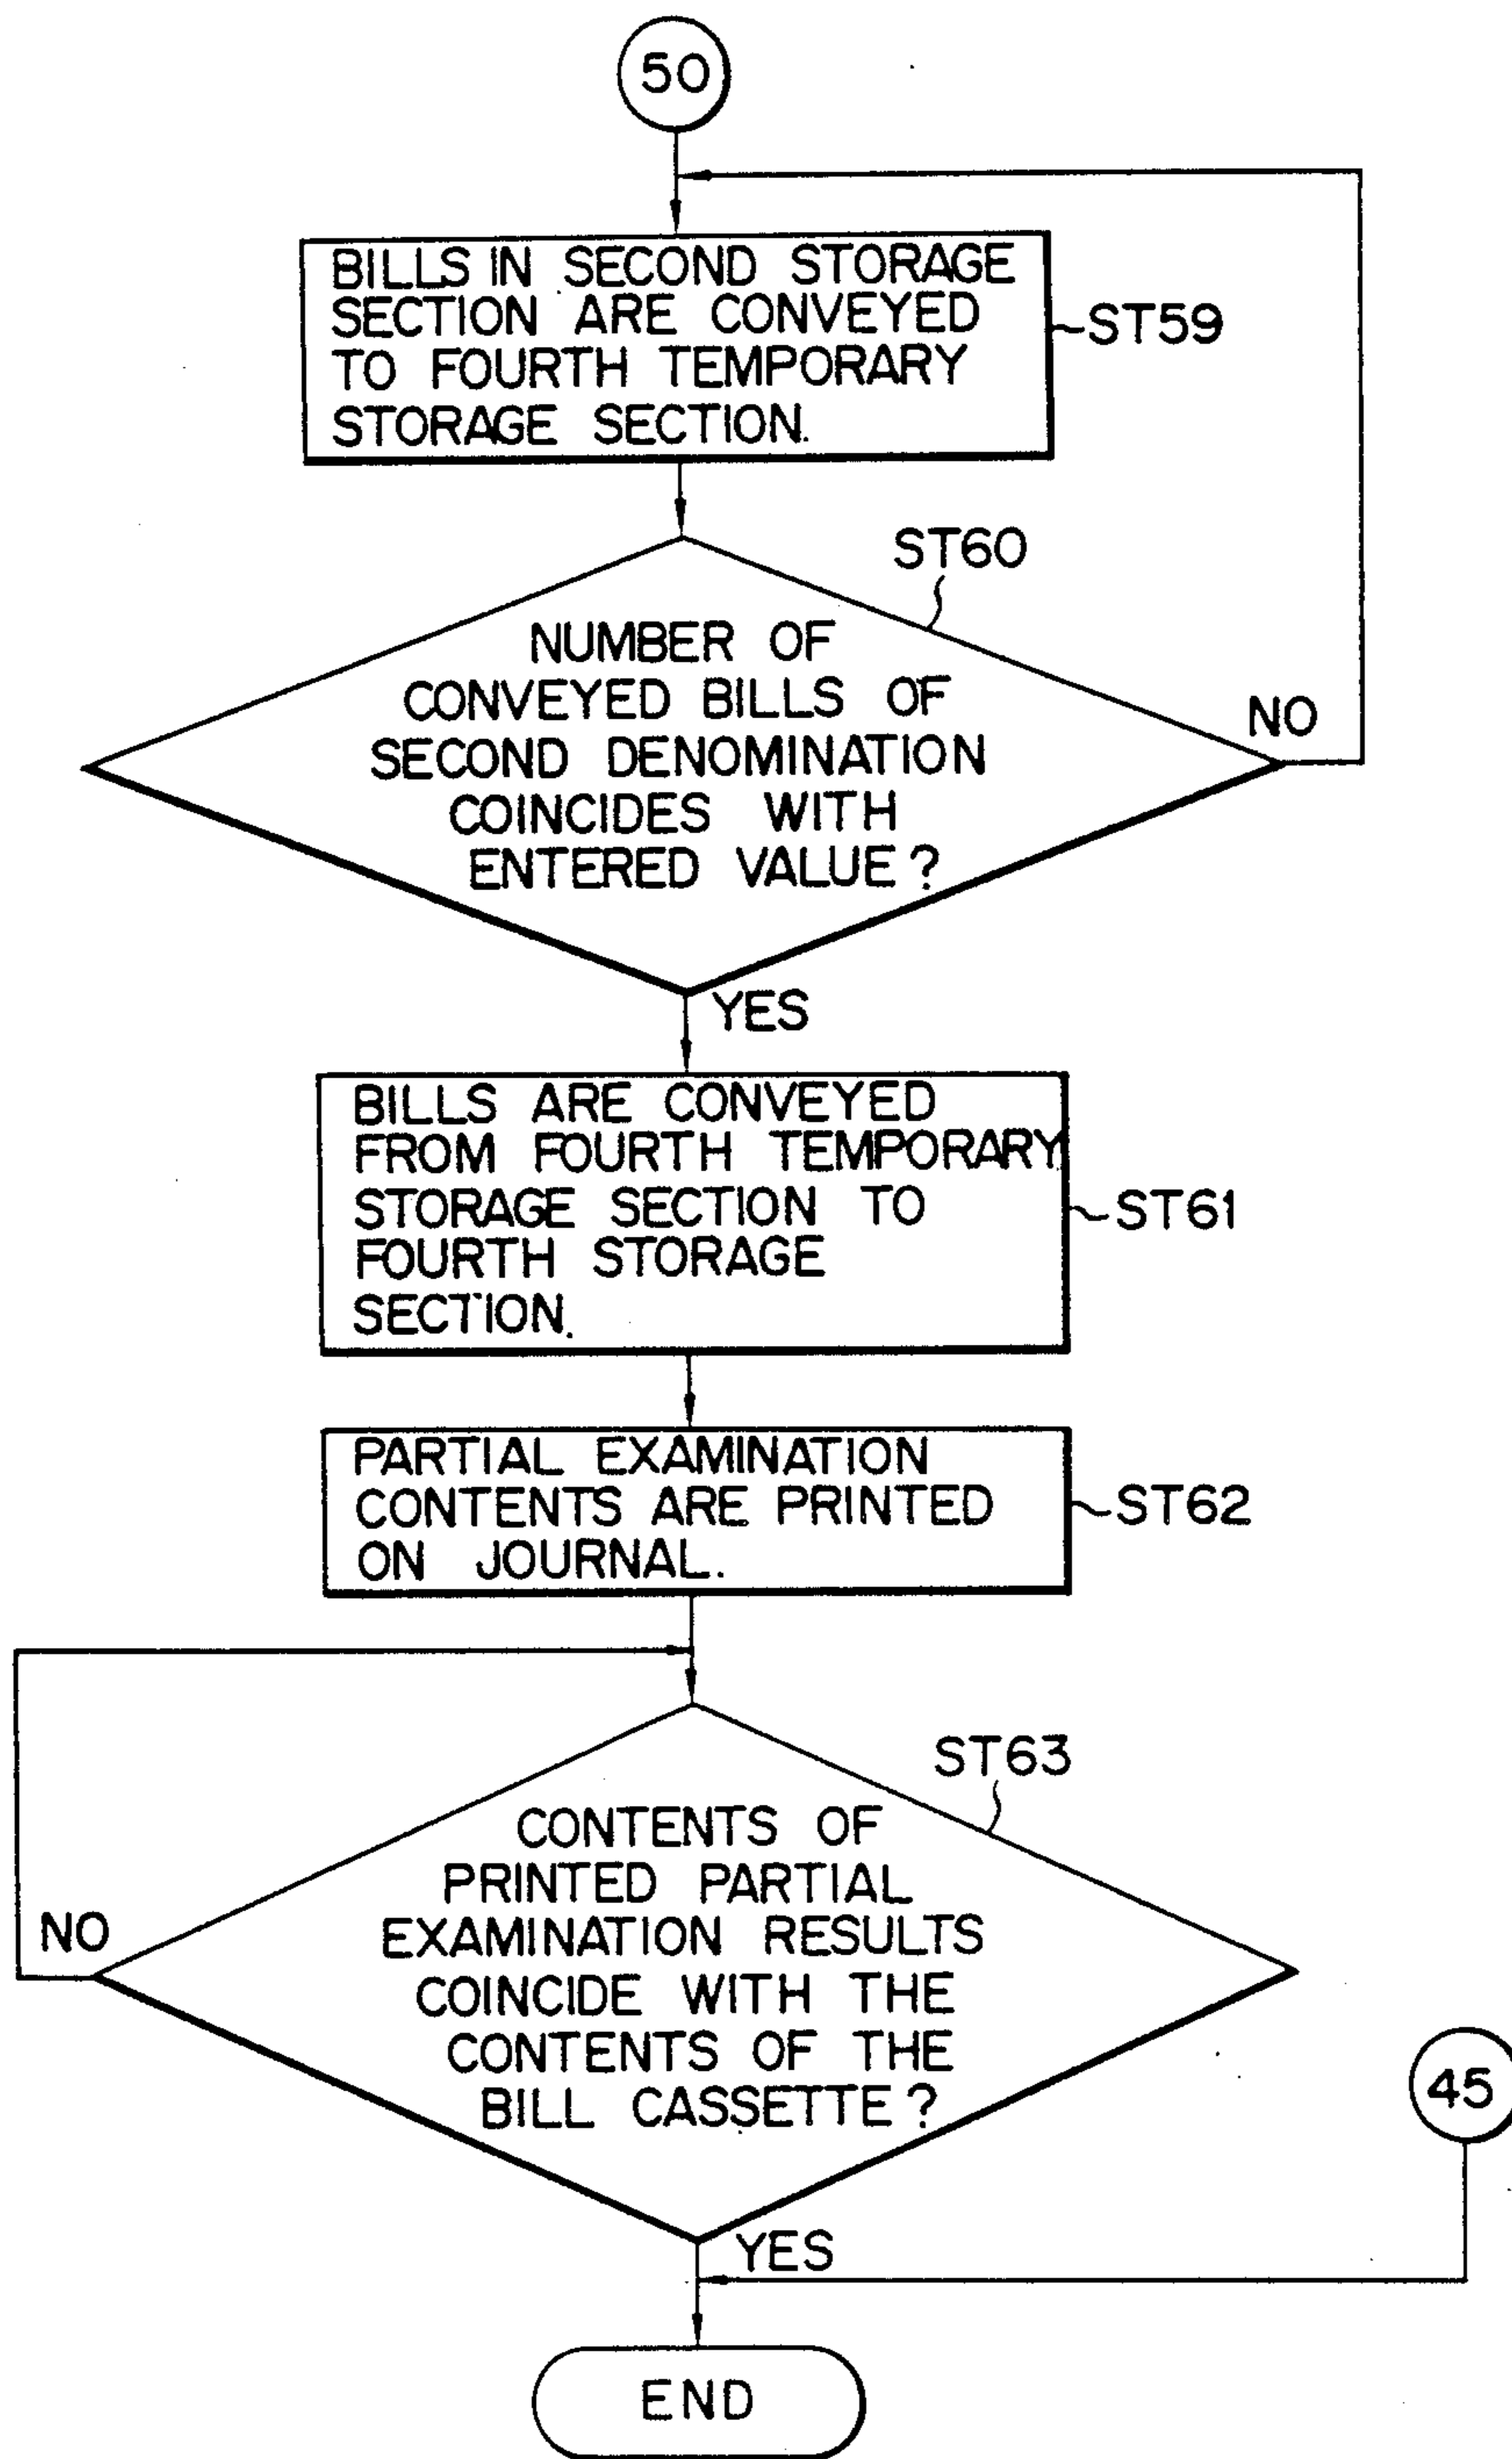 50
BILLS IN SECOND STORAGE
SECTION ARE CONVEYED
TO FOURTH TEMPORARY
STORAGE SECTION.
ST59
ST60
NUMBER OF
CONVEYED BILLS OF
SECOND DENOMINATION
COINCIDES WITH
ENTERED VALUE?
NO
YES
BILLS ARE CONVEYED
FROM FOURTH TEMPORARY
STORAGE SECTION TO
FOURTH STORAGE
SECTION.
ST61
PARTIAL EXAMINATION
CONTENTS ARE PRINTED
ON JOURNAL.
ST62
ST63
CONTENTS OF
PRINTED PARTIAL
EXAMINATION RESULTS
COINCIDE WITH THE
CONTENTS OF THE
BILL CASSETTE?
NO
45
YES
END